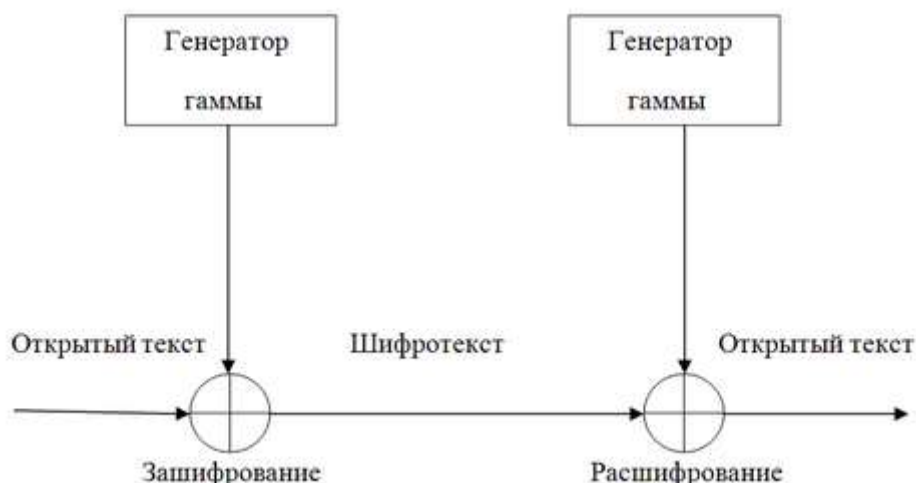 Генератор
гаммы
Генератор
гаммы
Открытый текст
Шифротекст
Открытый текст
Зашифрование
Расшифрование